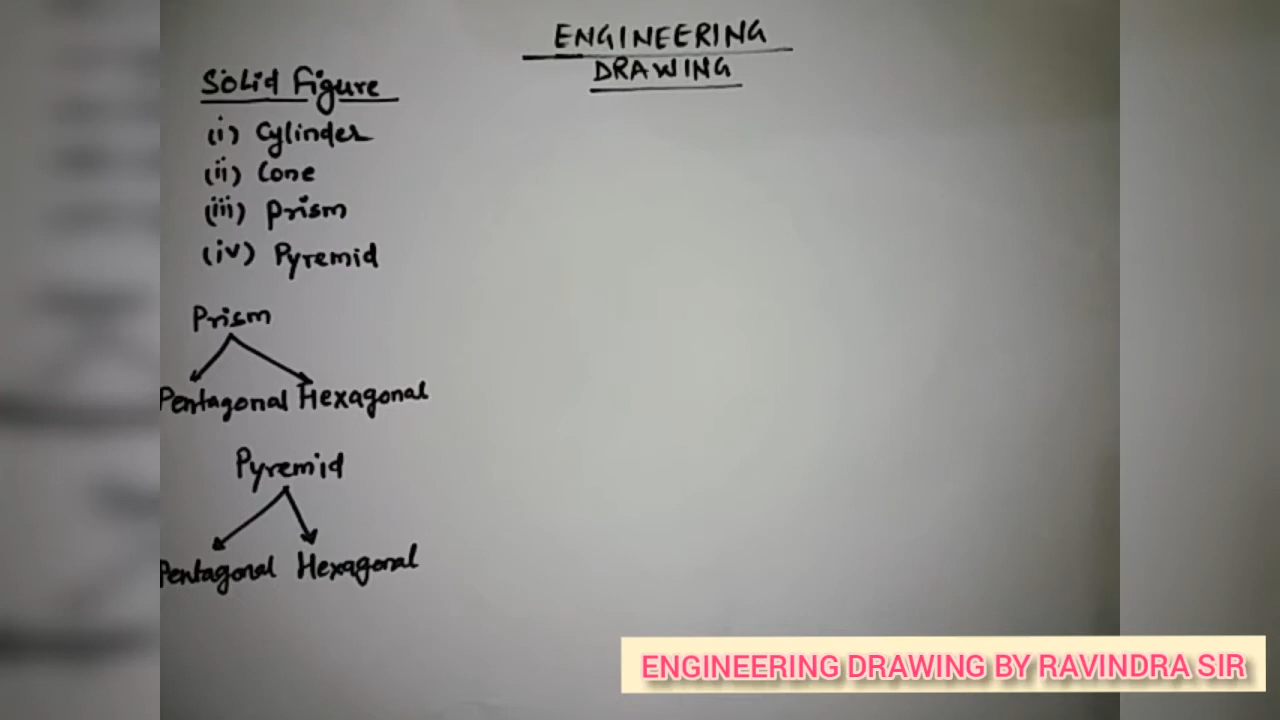 ENGINEERING
DRAWING
Solid Figure
(i) Cylinder
(ii) Cone
(iii) Prism
(iv) Pyremid
Prism
Pentagonal Hexagonal
Pyremid
Pentagonal Hexagonal
ENGINEERING DRAWING BY RAVINDRA SIR